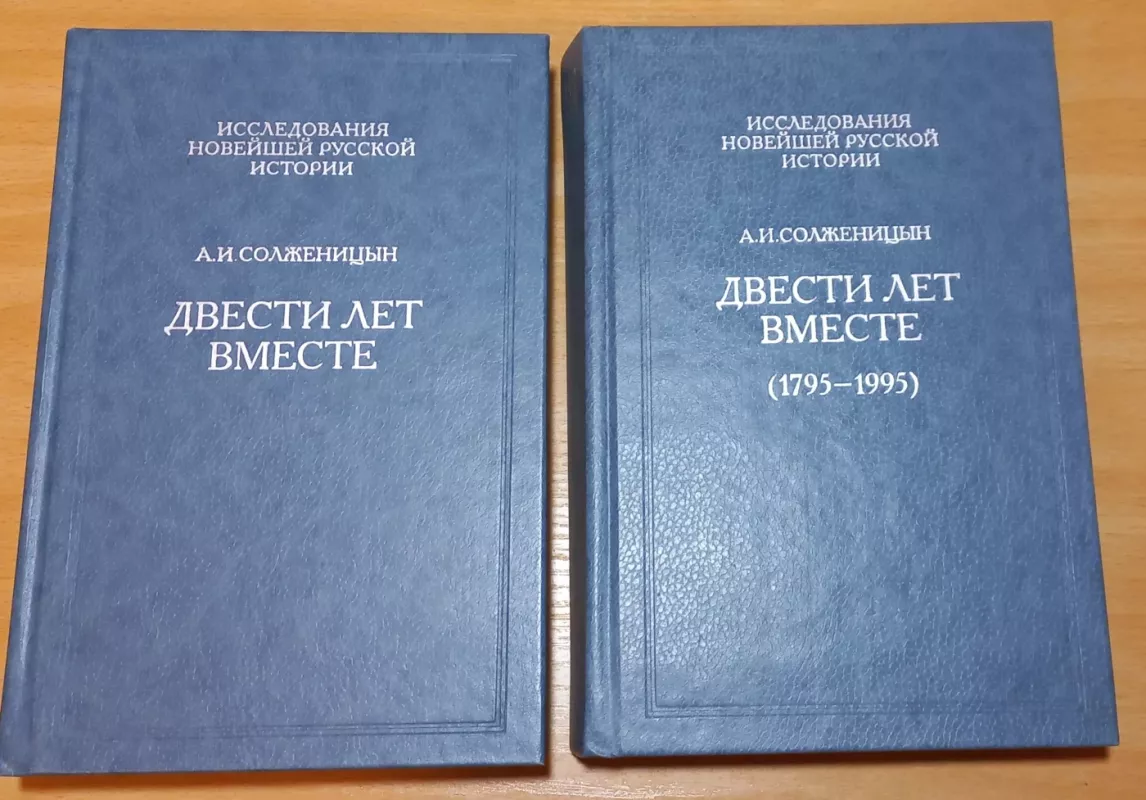 ИССЛЕДОВАНИЯ
НОВЕЙШЕЙ РУССКОЙ
ИСТОРИИ
А.И.СОЛЖЕНИЦЫН
ДВЕСТИ ЛЕТ
ВМЕСТЕ
ИССЛЕДОВАНИЯ
НОВЕЙШЕЙ РУССКОЙ
ИСТОРИИ
А.И.СОЛЖЕНИЦЫН
ДВЕСТИ ЛЕТ
ВМЕСТЕ
(1795–1995)